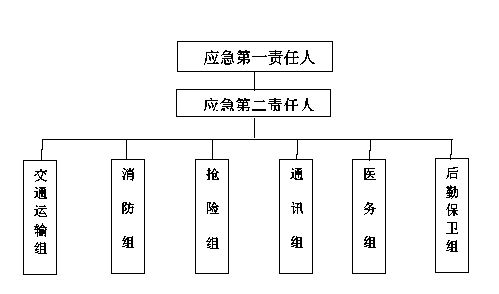 应急第一责任人
应急第二责任人
交通运输组
消防组
抢险组
通讯组
医务组
后勤保卫组